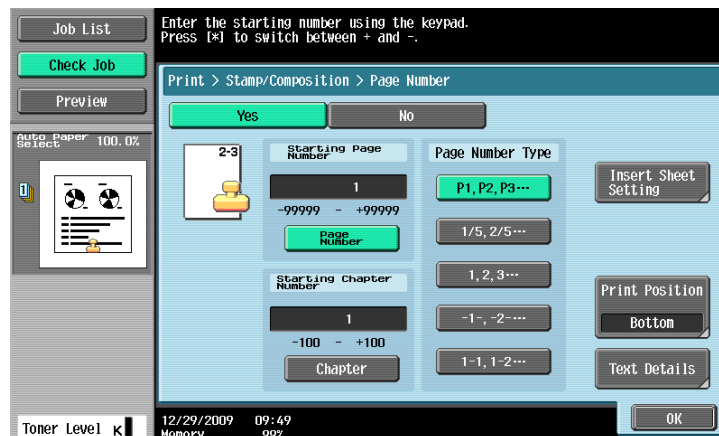 Job List
Check Job
Preview
Auto Paper
Select 100.0%
1
Toner Level K
Enter the starting number using the keypad.
Press [*] to switch between + and -.
Print > Stamp/Composition > Page Number
Yes
No
2-3
Starting Page
Number
1
-99999 - +99999
Page
Number
Starting Chapter
Number
1
-100 - +100
Chapter
Page Number Type
P1,P2,P3···
1/5, 2/5···
1, 2, 3···
-1-, -2-···
1-1, 1-2···
Insert Sheet
Setting
Print Position
Bottom
Text Details
12/29/2009 09:49
Memory 99%
OK